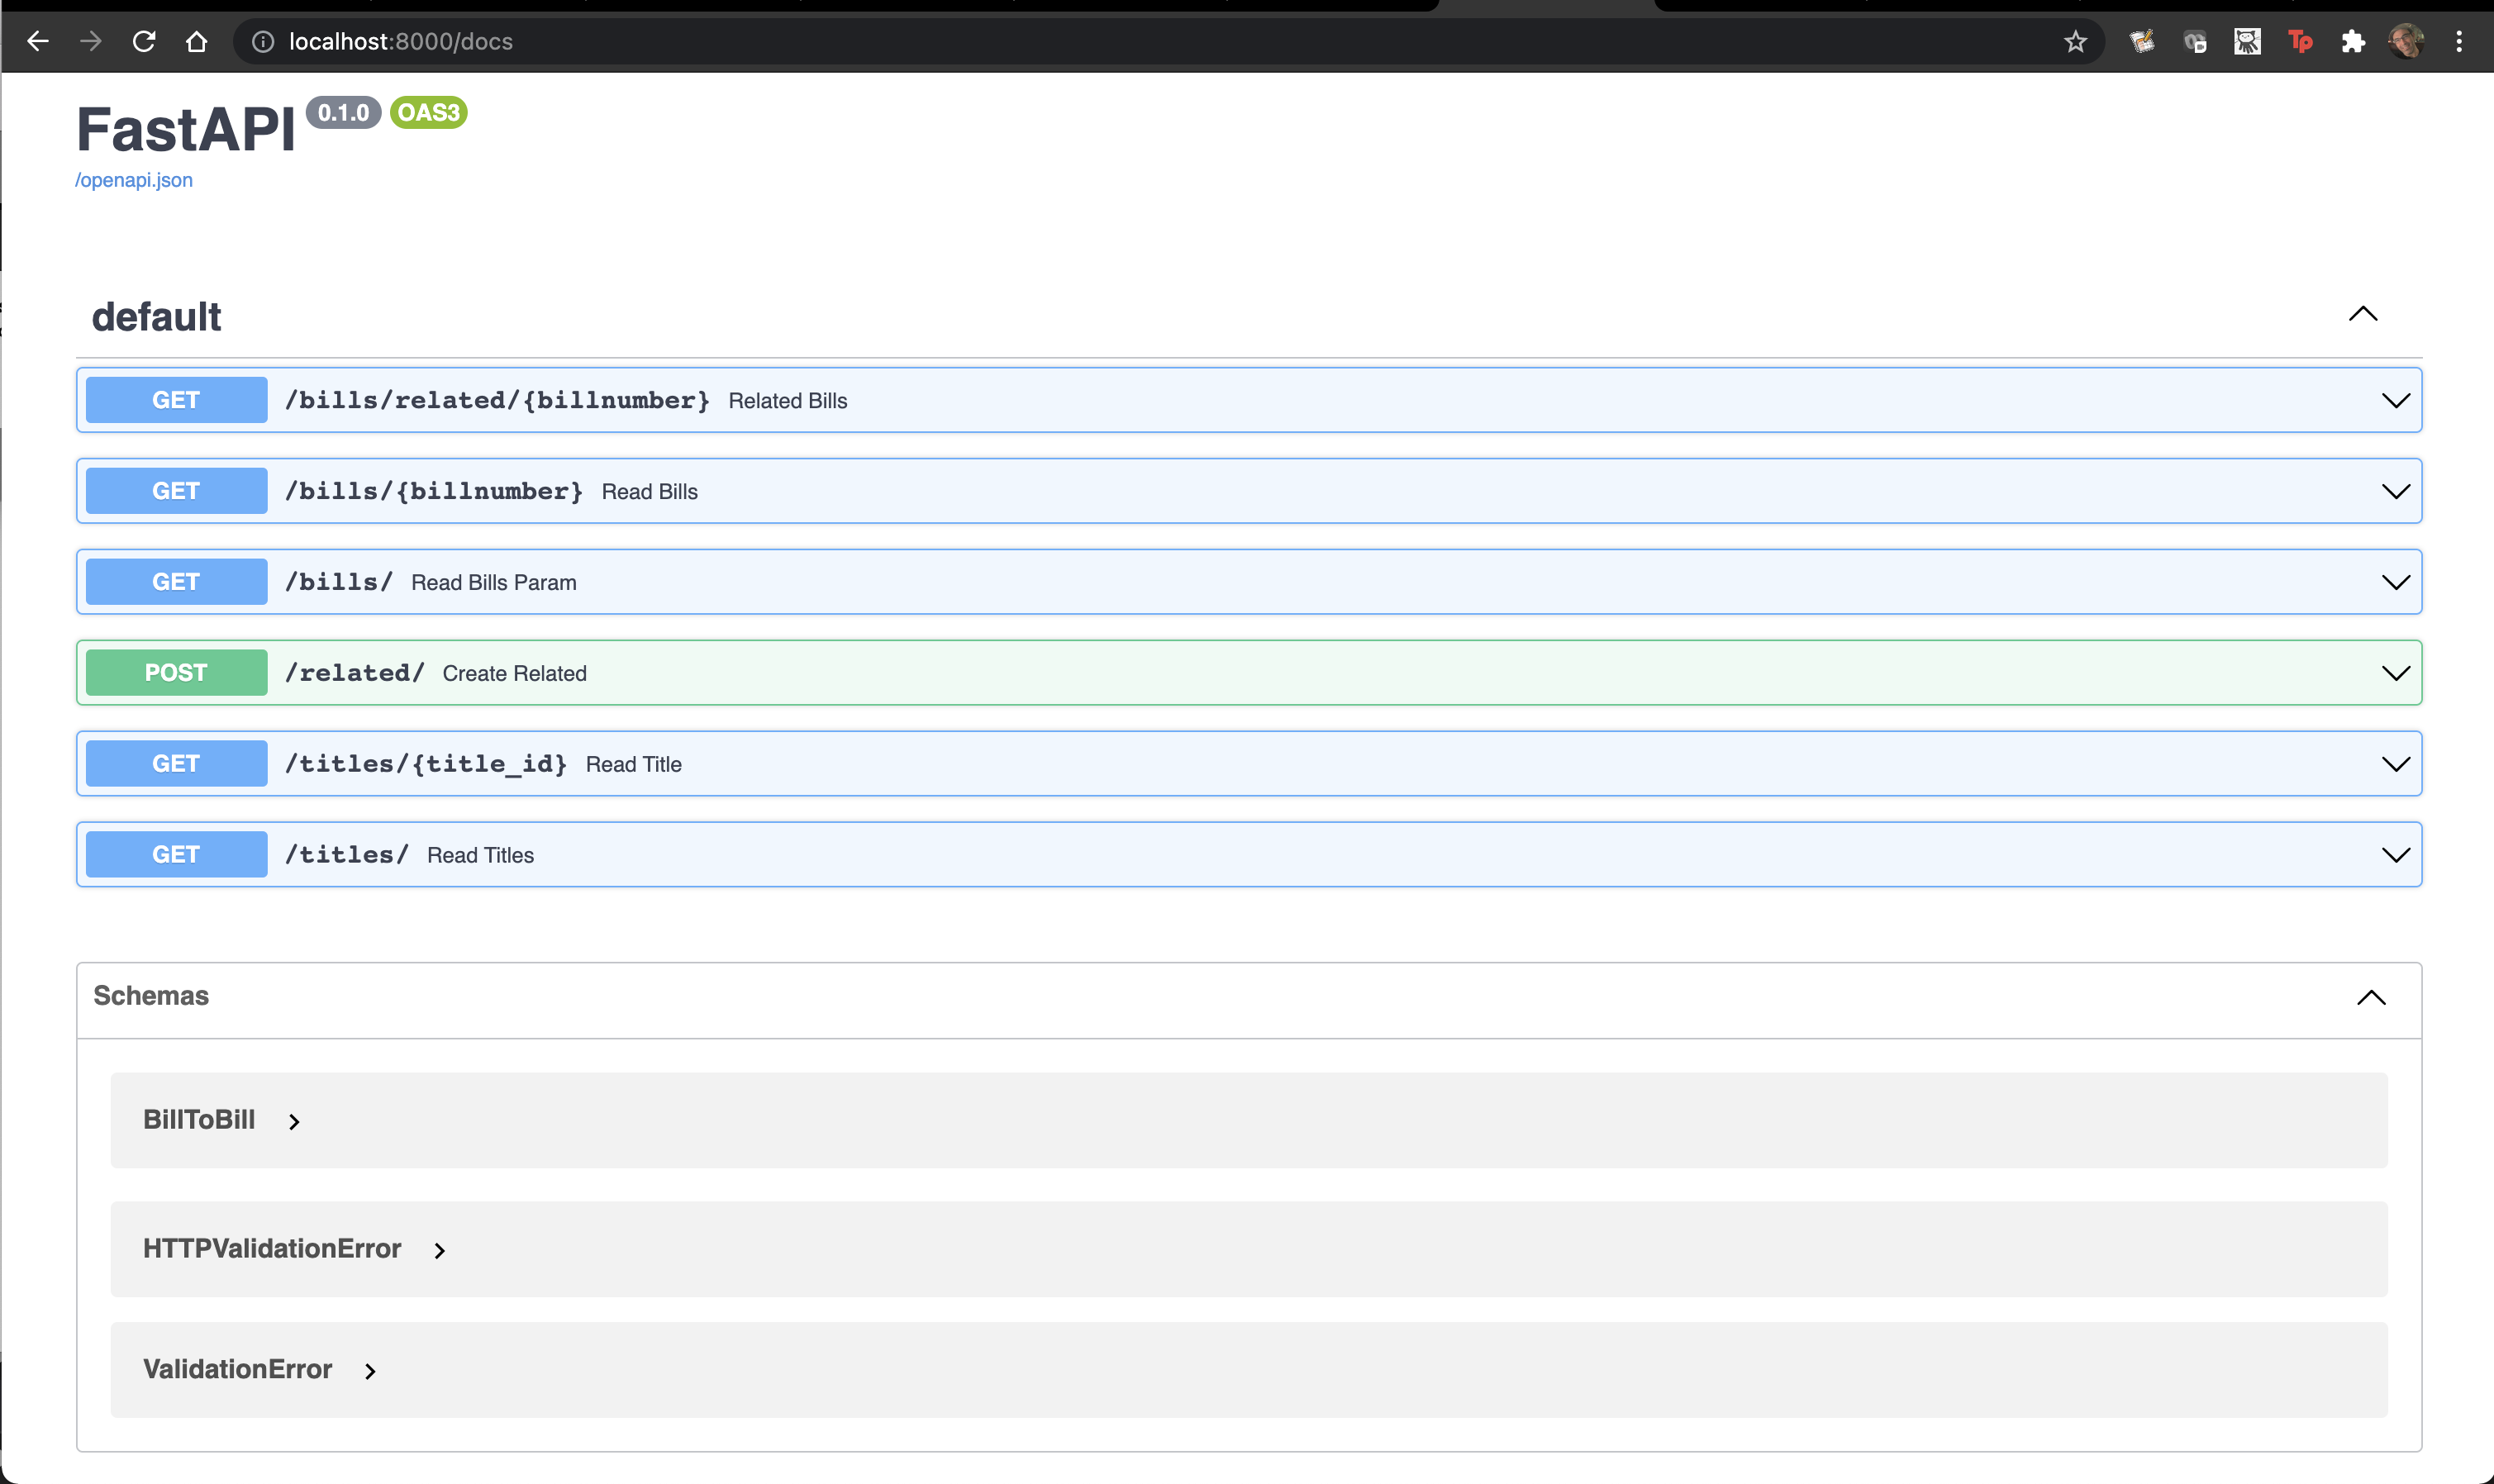 localhost:8000/docs
Tp
FastAPI 0.1.0 OAS3
/openapi.json
default
GET /bills/related/{billnumber} Related Bills
GET /bills/{billnumber} Read Bills
GET /bills/ Read Bills Param
POST /related/ Create Related
GET /titles/{title_id} Read Title
GET /titles/ Read Titles
Schemas
BillToBill
HTTPValidationError
ValidationError